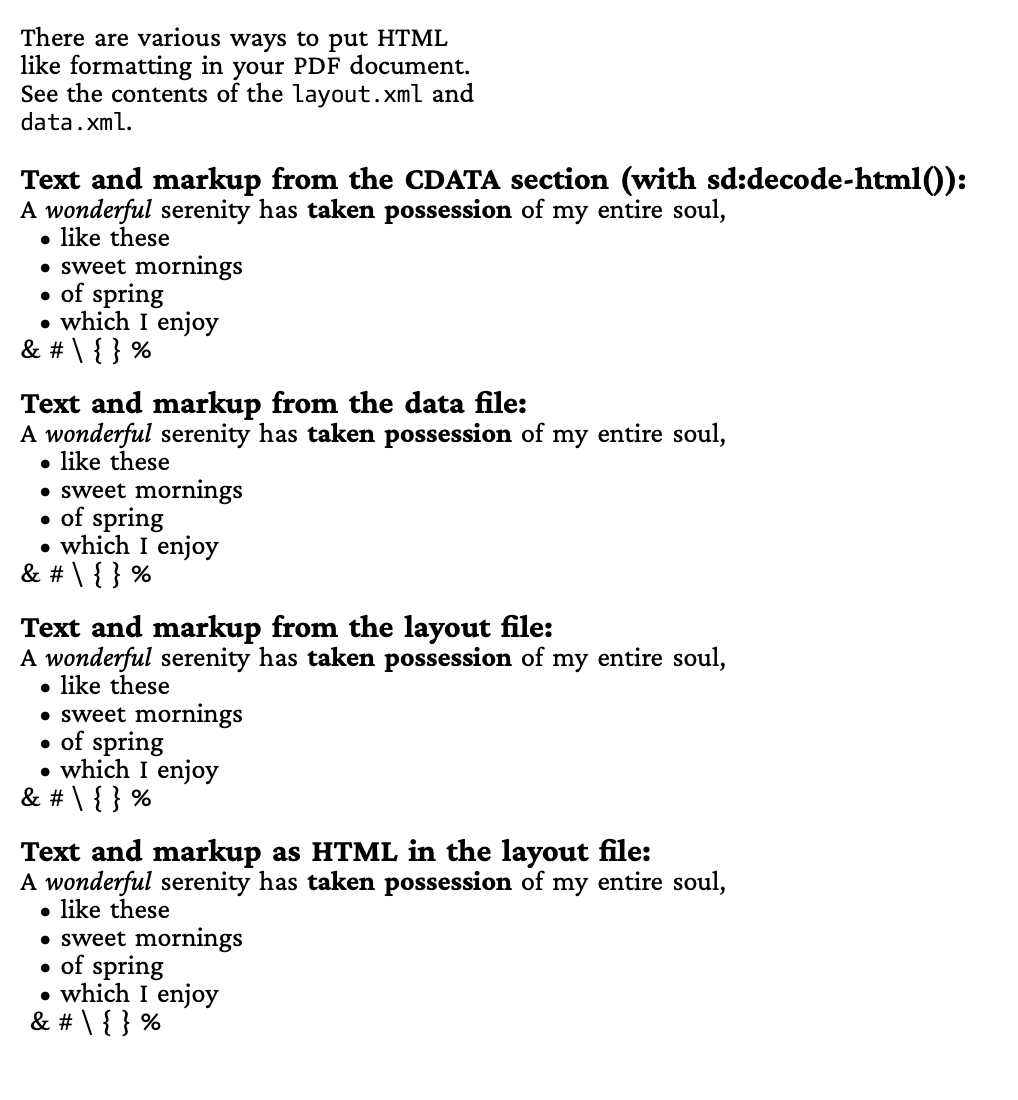 There are various ways to put HTML
like formatting in your PDF document.
See the contents of the layout.xml and
data.xml.
Text and markup from the CDATA section (with sd:decode-html()):
A wonderful serenity has taken possession of my entire soul,
• like these
• sweet mornings
• of spring
• which I enjoy
& # \ { } %
Text and markup from the data file:
A wonderful serenity has taken possession of my entire soul,
• like these
• sweet mornings
• of spring
• which I enjoy
& # \ { } %
Text and markup from the layout file:
A wonderful serenity has taken possession of my entire soul,
• like these
• sweet mornings
• of spring
• which I enjoy
& # \ { } %
Text and markup as HTML in the layout file:
A wonderful serenity has taken possession of my entire soul,
• like these
• sweet mornings
• of spring
• which I enjoy
& # \ { } %